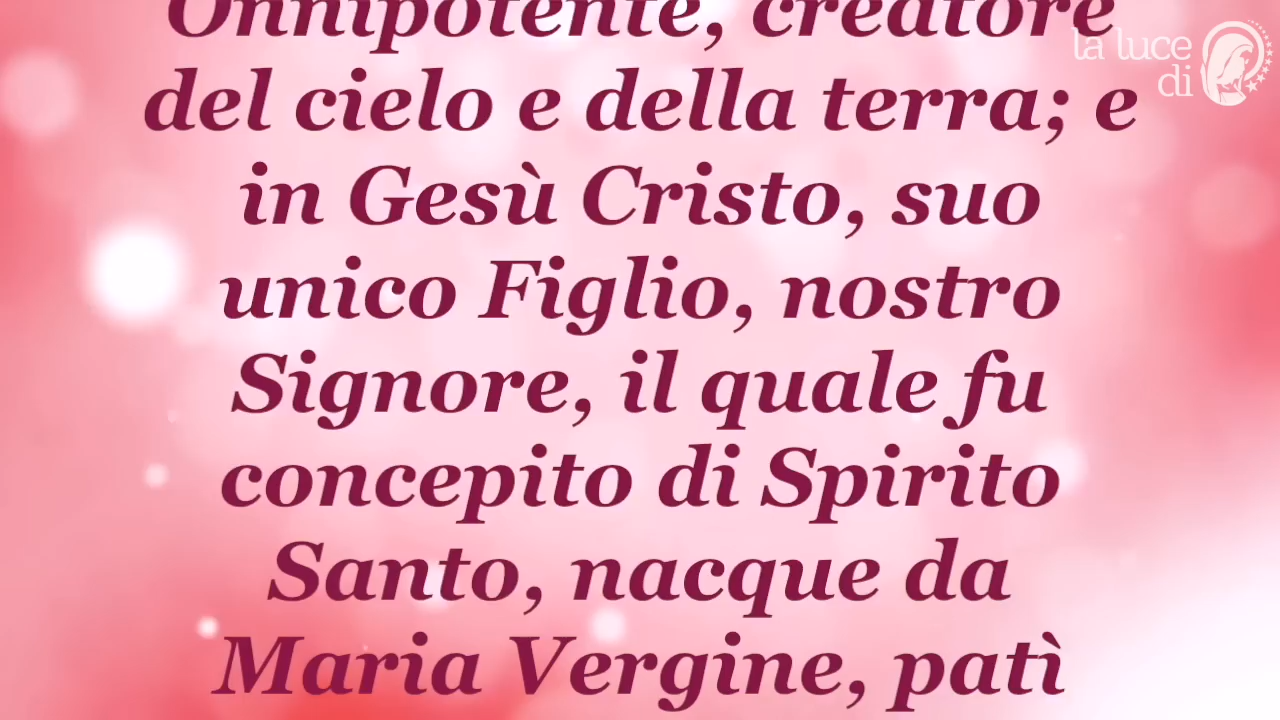 Onnipotente, creatore
del cielo e della terra; e
in Gesù Cristo, suo
unico Figlio, nostro
Signore, il quale fu
concepito di Spirito
Santo, nacque da
Maria Vergine, patì
la luce
di